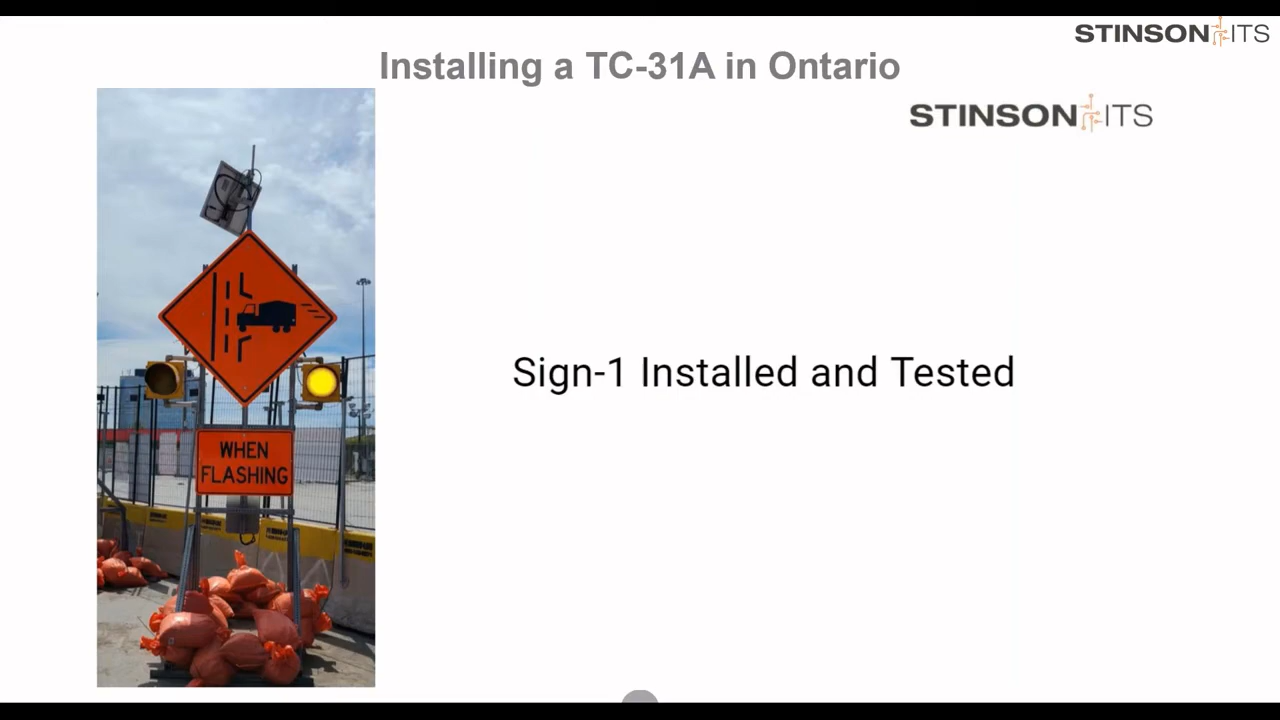 STINSON ITS
Installing a TC-31A in Ontario
STINSON ITS
Sign-1 Installed and Tested
WHEN
FLASHING